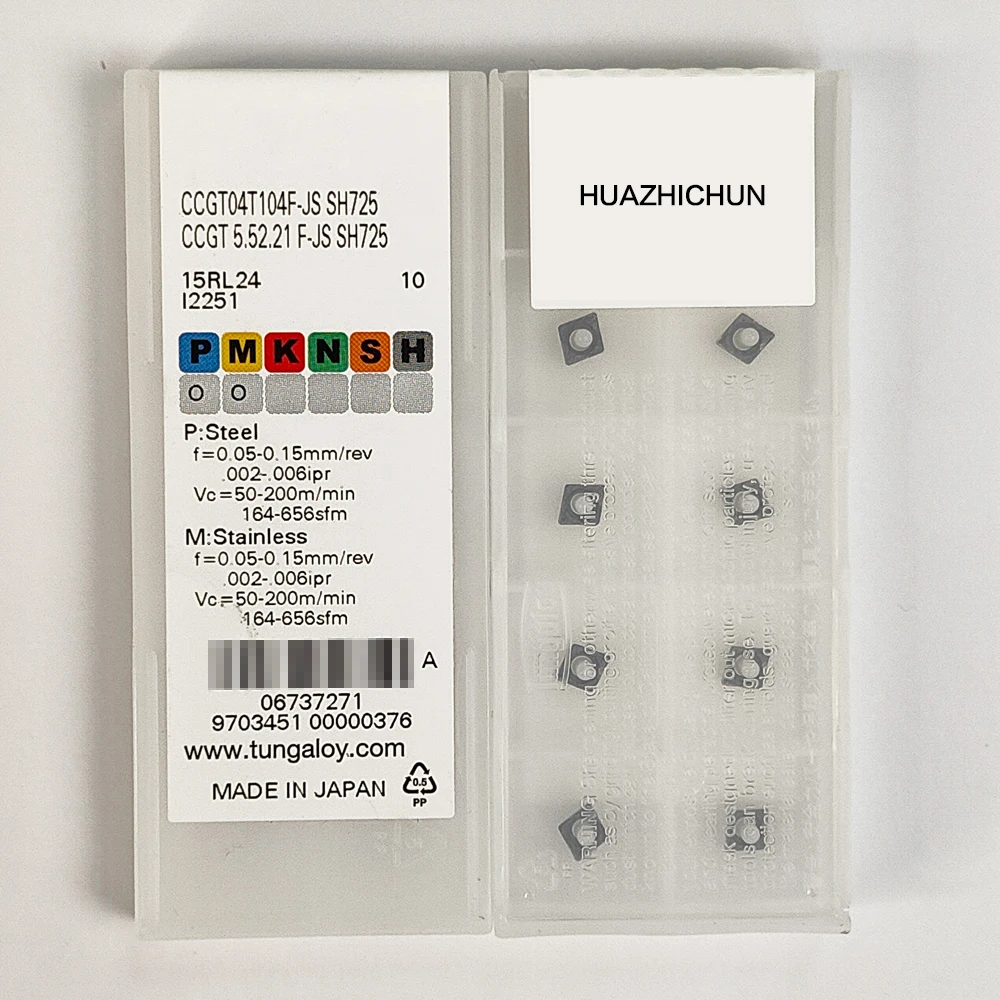 CCGT04T104F-JS SH725
CCGT 5.52.21 F-JS SH725
15RL24 10
I2251
P M K N S H
O O
P:Steel
f=0.05-0.15mm/rev
.002-.006ipr
Vc=50-200m/min
164-656sfm
M:Stainless
f=0.05-0.15mm/rev
.002-.006ipr
Vc=50-200m/min
164-656sfm
A
06737271
9703451 00000376
www.tungaloy.com
MADE IN JAPAN
0.5
PP
HUAZHICHUN
WARNING